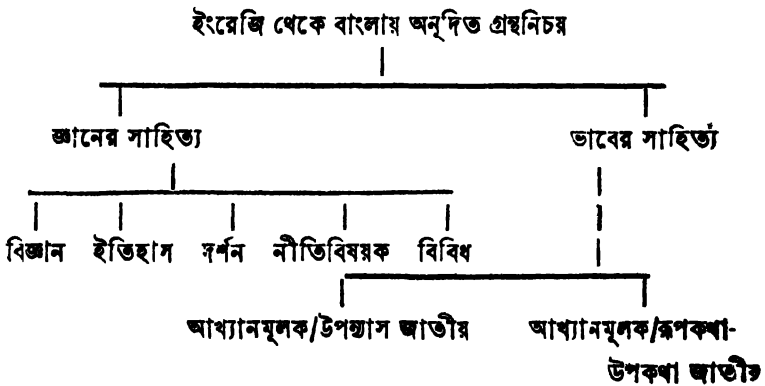 ইংরেজি থেকে বাংলায় অনূদিত গ্রন্থনিচয়
জ্ঞানের সাহিত্য ভাবের সাহিত্য
বিজ্ঞান ইতিহাস দর্শন নীতিবিষয়ক বিবিধ
আখ্যানমূলক/উপন্যাস জাতীয় আখ্যানমূলক/রূপকথা-
উপকথা জাতীয়